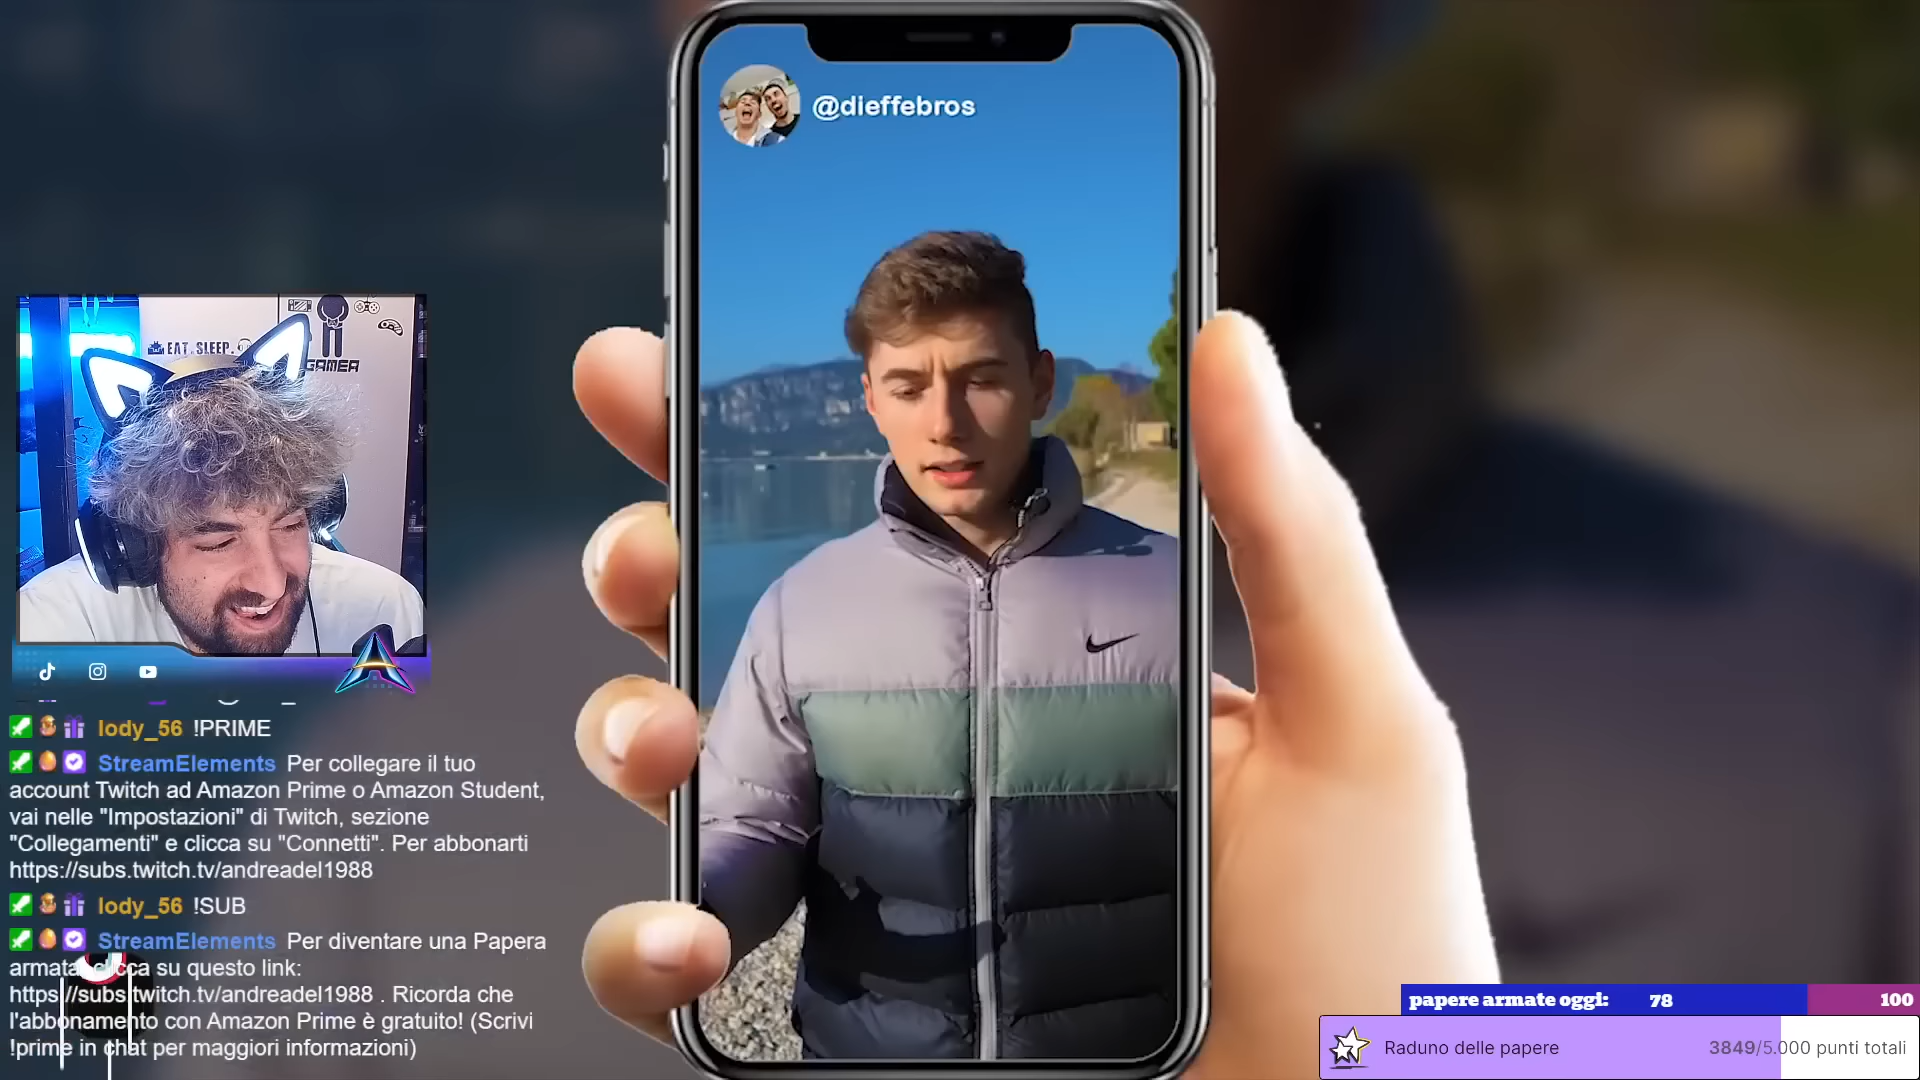 @dieffebros
EAT.SLEEP.
GAMER
lody_56 !PRIME
StreamElements Per collegare il tuo
account Twitch ad Amazon Prime o Amazon Student,
vai nelle "Impostazioni" di Twitch, sezione
"Collegamenti" e clicca su "Connetti". Per abbonarti
https://subs.twitch.tv/andreadel1988
lody_56 !SUB
StreamElements Per diventare una Papera
armata, clicca su questo link:
https://subs.twitch.tv/andreadel1988 . Ricorda che
l'abbonamento con Amazon Prime è gratuito! (Scrivi
!prime in chat per maggiori informazioni)
papere armate oggi: 78 100
Raduno delle papere 3849/5.000 punti totali